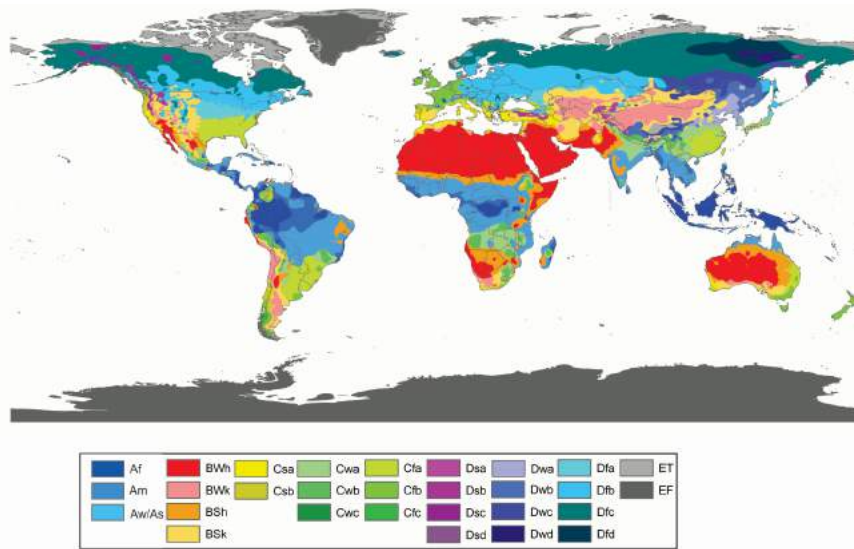 Af BWh Csa Cwa Cfa Dsa Dwa Dfa ET
Am BWk Csb Cwb Cfb Dsb Dwb Dfb EF
Aw/As BSh Cwc Cfc Dsc Dwc Dfc
BSk Dsd Dwd Dfd